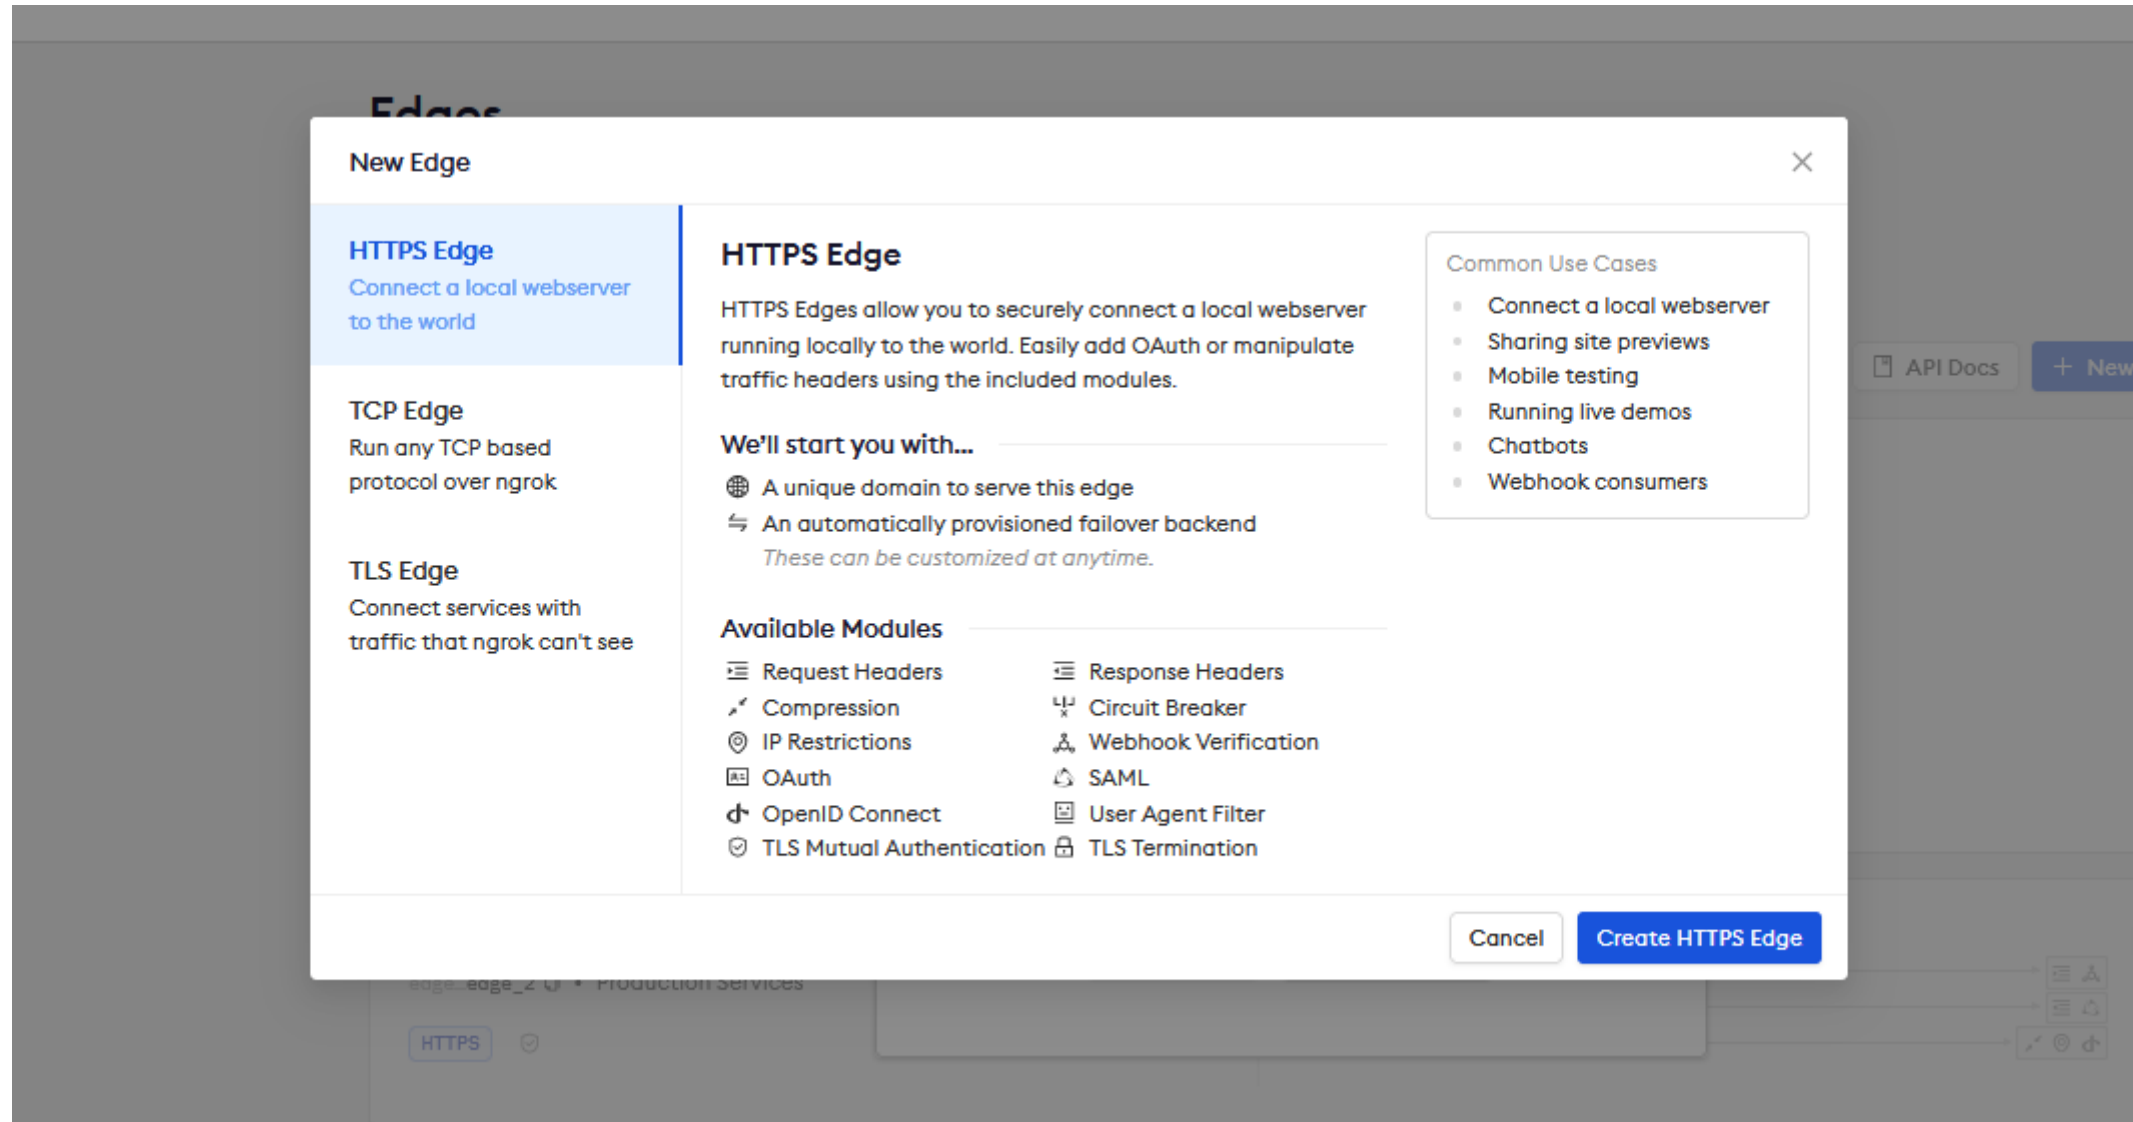 Edges
New Edge
HTTPS Edge
Connect a local webserver
to the world
TCP Edge
Run any TCP based
protocol over ngrok
TLS Edge
Connect services with
traffic that ngrok can't see
HTTPS Edge
HTTPS Edges allow you to securely connect a local webserver
running locally to the world. Easily add OAuth or manipulate
traffic headers using the included modules.
We'll start you with...
A unique domain to serve this edge
An automatically provisioned failover backend
These can be customized at anytime.
Available Modules
Request Headers
Response Headers
Compression
Circuit Breaker
IP Restrictions
Webhook Verification
OAuth
SAML
OpenID Connect
User Agent Filter
TLS Mutual Authentication
TLS Termination
Common Use Cases
Connect a local webserver
Sharing site previews
Mobile testing
Running live demos
Chatbots
Webhook consumers
API Docs
+ New
Cancel
Create HTTPS Edge
edge_edge_2 • Production Services
HTTPS